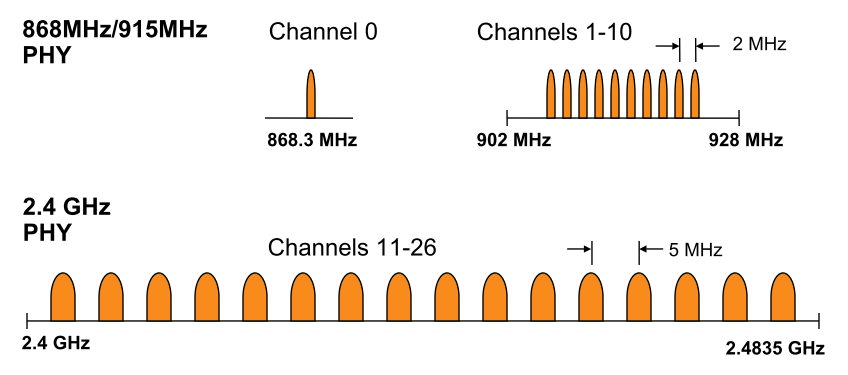 868MHz/915MHz
PHY
Channel 0
868.3 MHz
Channels 1-10
2 MHz
902 MHz
928 MHz
2.4 GHz
PHY
Channels 11-26
5 MHz
2.4 GHz
2.4835 GHz